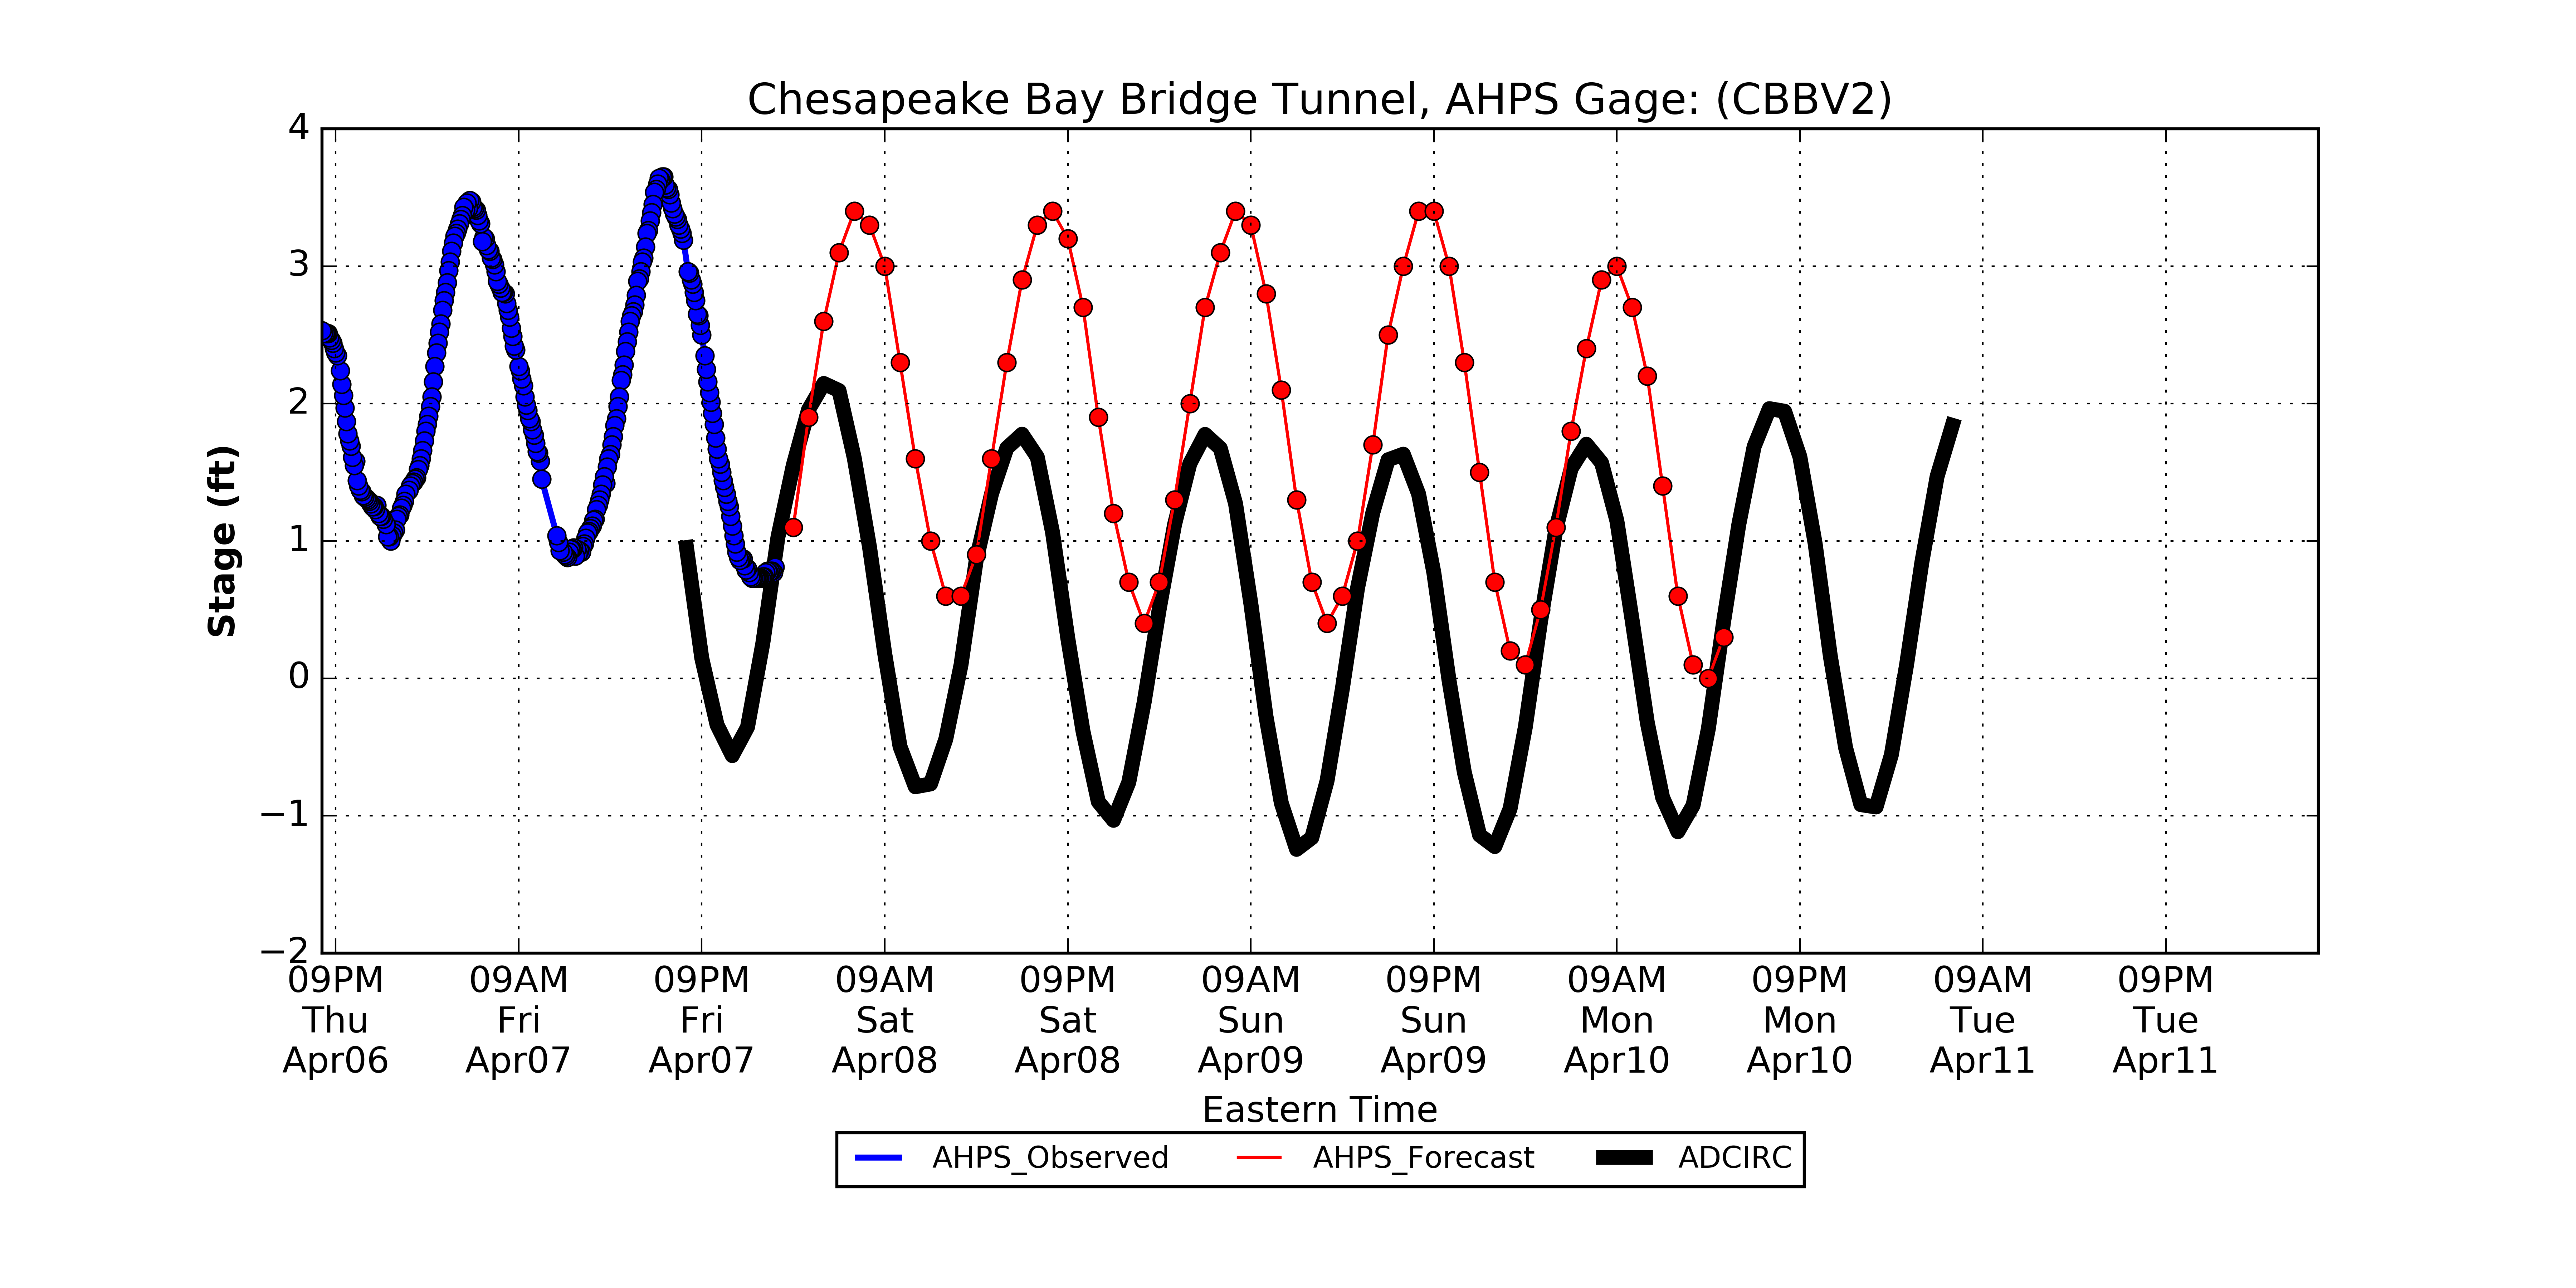 Chesapeake Bay Bridge Tunnel, AHPS Gage: (CBBV2)
4
3
2
1
0
−1
−2
Stage (ft)
09PM 09AM 09PM 09AM 09PM 09AM 09PM 09AM 09PM 09AM 09PM
Thu Fri Fri Sat Sat Sun Sun Mon Mon Tue Tue
Apr06 Apr07 Apr07 Apr08 Apr08 Apr09 Apr09 Apr10 Apr10 Apr11 Apr11
Eastern Time
AHPS_Observed AHPS_Forecast ADCIRC